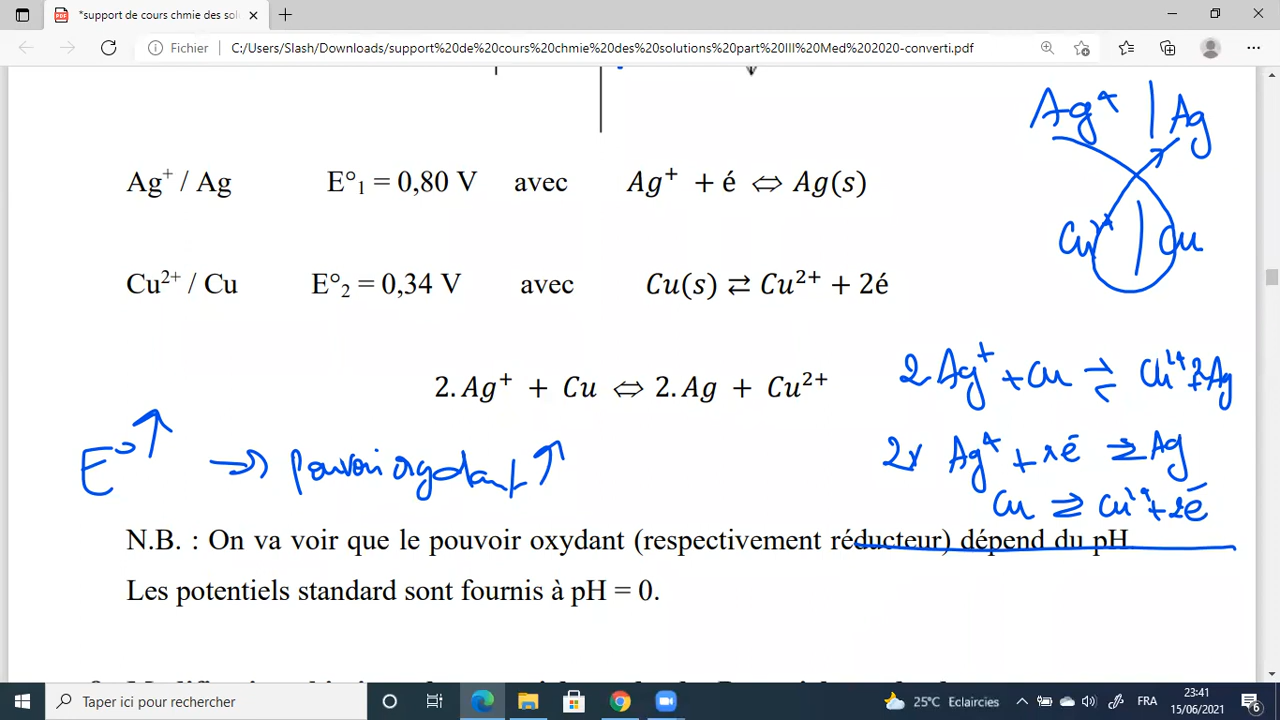 *support de cours chmie des sol
Fichier | C:/Users/Slash/Downloads/support%20de%20cours%20chmie%20des%20solutions%20part%20III%20Med%202020-converti.pdf
Ag⁺ | Ag
Ag⁺ / Ag E°₁ = 0,80 V avec Ag⁺ + é ⇔ Ag(s)
Cu²⁺ | Cu
Cu²⁺ / Cu E°₂ = 0,34 V avec Cu(s) ⇄ Cu²⁺ + 2é
2Ag⁺ + Cu ⇌ Cu²⁺ + 2Ag
2.Ag⁺ + Cu ⇔ 2.Ag + Cu²⁺
E° ↑ → pouvoir oxydant ↑
2x Ag⁺ + 1é ⇌ Ag
Cu ⇌ Cu²⁺ + 2é
N.B. : On va voir que le pouvoir oxydant (respectivement réducteur) dépend du pH.
Les potentiels standard sont fournis à pH = 0.
Taper ici pour rechercher
25°C Eclaircies
FRA
23:41
15/06/2021
6